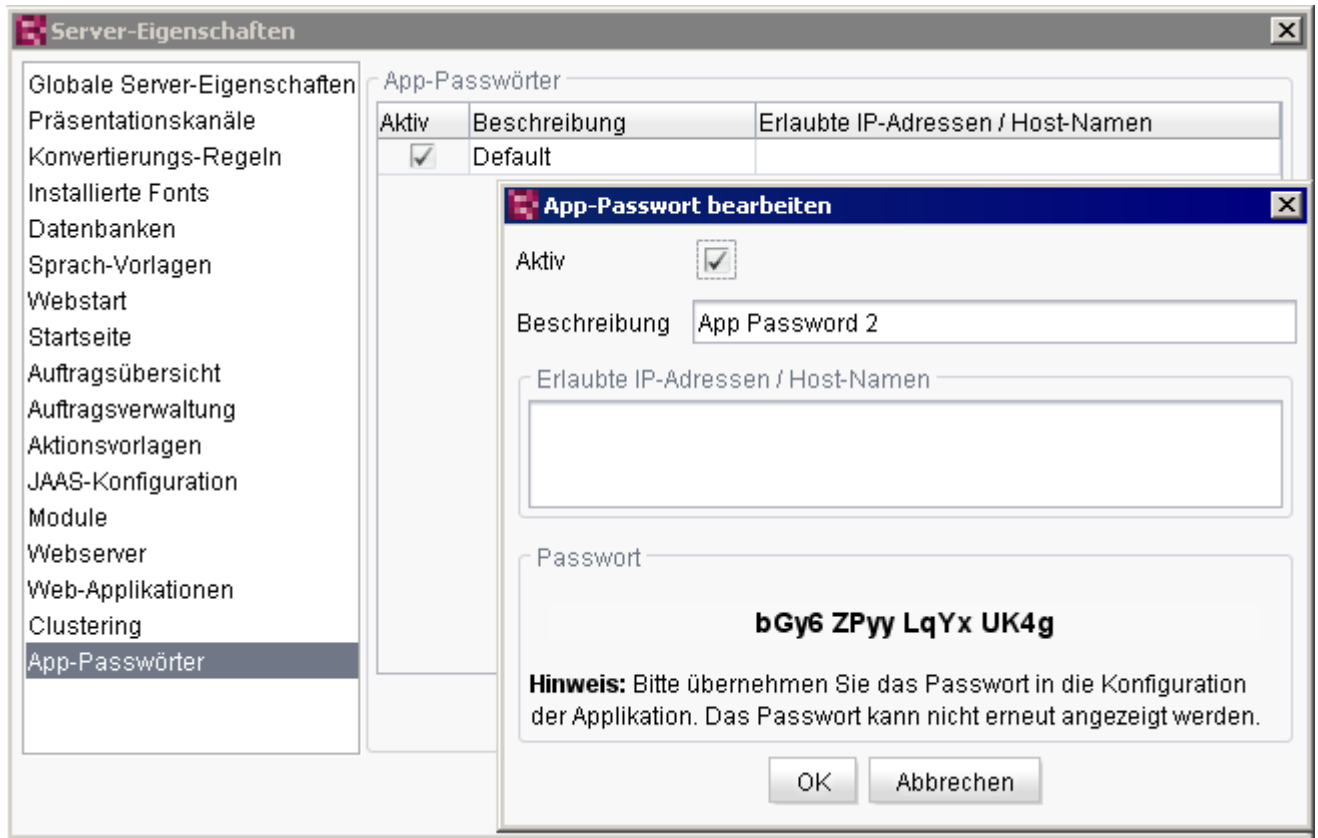 Server-Eigenschaften
Globale Server-Eigenschaften
Präsentationskanäle
Konvertierungs-Regeln
Installierte Fonts
Datenbanken
Sprach-Vorlagen
Webstart
Startseite
Auftragsübersicht
Auftragsverwaltung
Aktionsvorlagen
JAAS-Konfiguration
Module
Webserver
Web-Applikationen
Clustering
App-Passwörter
App-Passwörter
Aktiv Beschreibung Erlaubte IP-Adressen / Host-Namen
Default
App-Passwort bearbeiten
Aktiv
Beschreibung App Password 2
Erlaubte IP-Adressen / Host-Namen
Passwort
bGy6 ZPyy LqYx UK4g
Hinweis: Bitte übernehmen Sie das Passwort in die Konfiguration
der Applikation. Das Passwort kann nicht erneut angezeigt werden.
OK Abbrechen